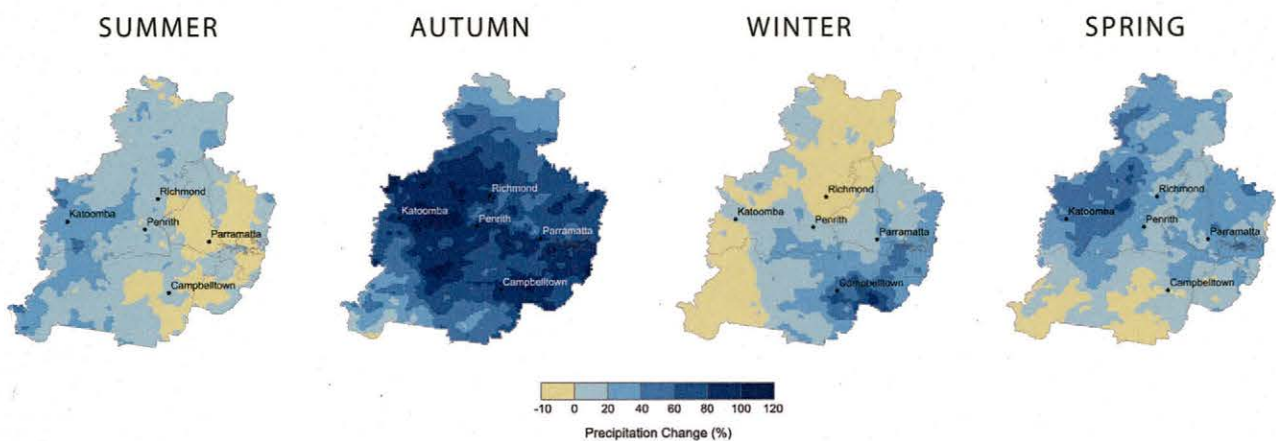 SUMMER
AUTUMN
WINTER
SPRING
Richmond
Katoomba
Penrith
Parramatta
Campbelltown
Richmond
Katoomba
Penrith
Parramatta
Campbelltown
Richmond
Katoomba
Penrith
Parramatta
Campbelltown
Richmond
Katoomba
Penrith
Parramatta
Campbelltown
-10 0 20 40 60 80 100 120
Precipitation Change (%)